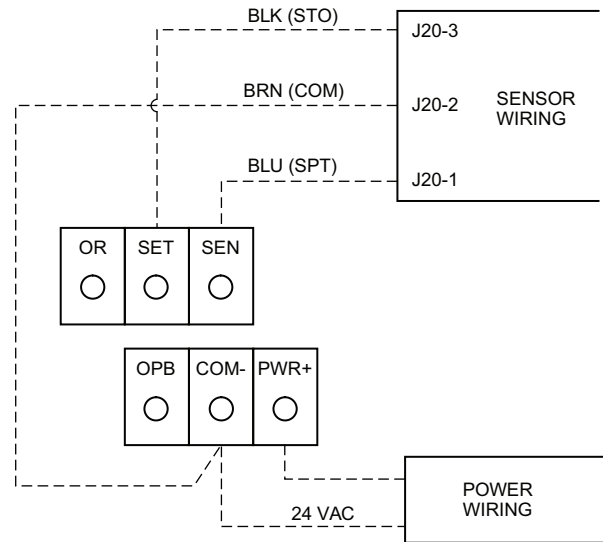 BLK (STO)
J20-3
BRN (COM)
J20-2
SENSOR
WIRING
BLU (SPT)
J20-1
OR
SET
SEN
OPB
COM-
PWR+
24 VAC
POWER
WIRING